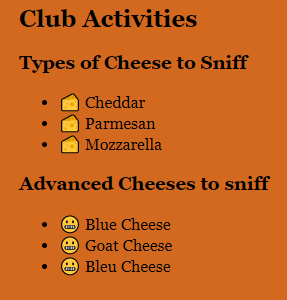 Club Activities
Types of Cheese to Sniff
• 🧀 Cheddar
• 🧀 Parmesan
• 🧀 Mozzarella
Advanced Cheeses to sniff
• 😬 Blue Cheese
• 😬 Goat Cheese
• 😬 Bleu Cheese